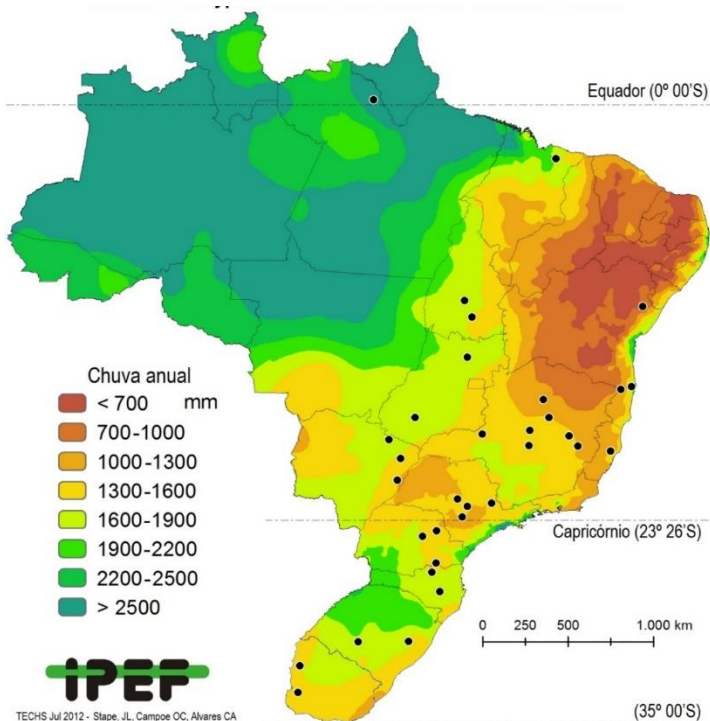 Equador (0º 00'S)
Chuva anual
< 700 mm
700-1000
1000-1300
1300-1600
1600-1900
1900-2200
2200-2500
> 2500
Capricórnio (23º 26'S)
0 250 500 1.000 km
IPEF
TECHS Jul 2012 - Stape, JL, Campoe OC, Alvares CA
(35º 00'S)